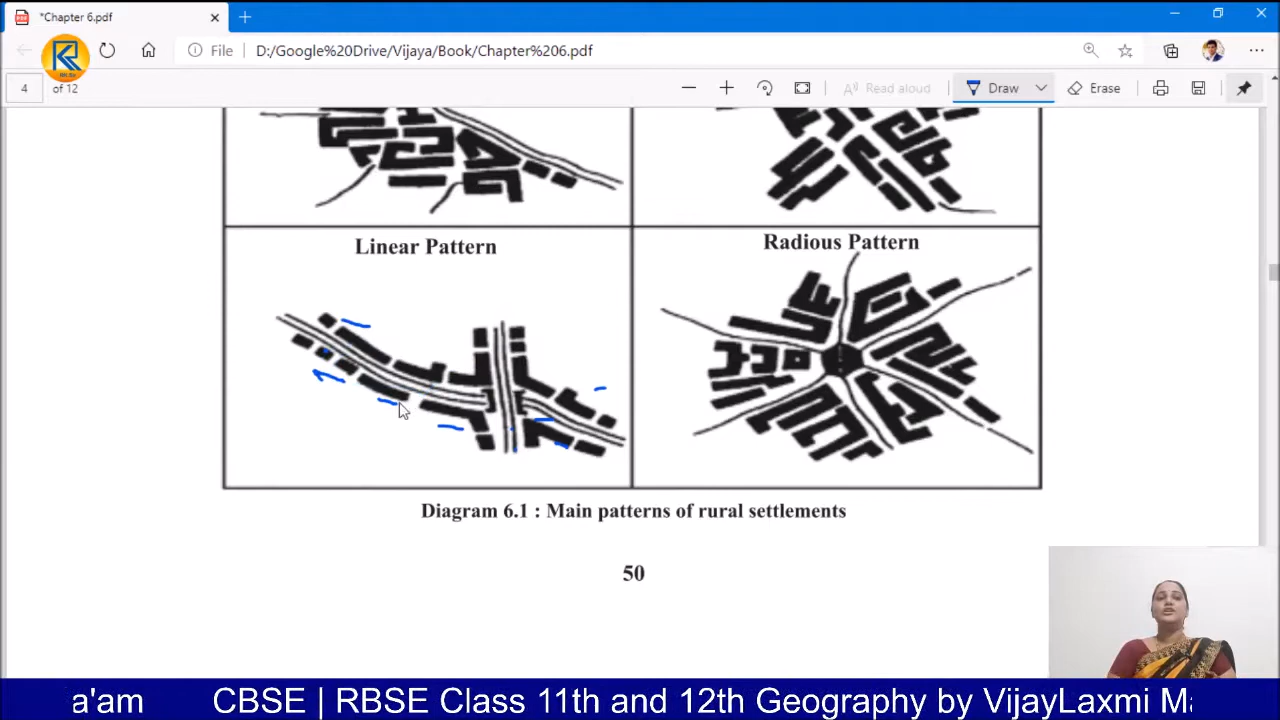 *Chapter 6.pdf
File
D:/Google%20Drive/Vijaya/Book/Chapter%206.pdf
4
of 12
Read aloud
Draw
Erase
Linear Pattern
Radious Pattern
Diagram 6.1 : Main patterns of rural settlements
50
a'am
CBSE | RBSE Class 11th and 12th Geography by VijayLaxmi Ma